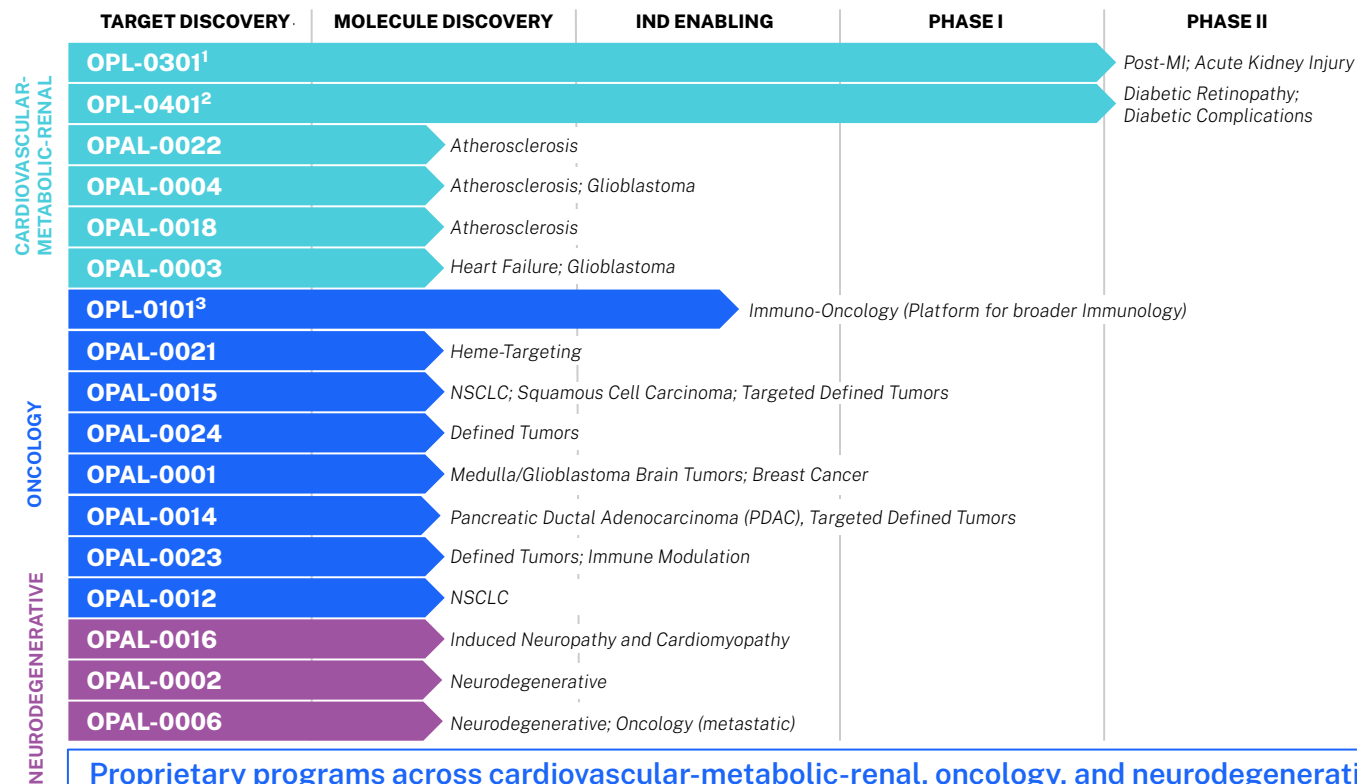 TARGET DISCOVERY MOLECULE DISCOVERY IND ENABLING PHASE I PHASE II
CARDIOVASCULAR-
METABOLIC-RENAL
OPL-0301¹ Post-MI; Acute Kidney Injury
OPL-0401² Diabetic Retinopathy;
Diabetic Complications
OPAL-0022 Atherosclerosis
OPAL-0004 Atherosclerosis; Glioblastoma
OPAL-0018 Atherosclerosis
OPAL-0003 Heart Failure; Glioblastoma
ONCOLOGY
OPL-0101³ Immuno-Oncology (Platform for broader Immunology)
OPAL-0021 Heme-Targeting
OPAL-0015 NSCLC; Squamous Cell Carcinoma; Targeted Defined Tumors
OPAL-0024 Defined Tumors
OPAL-0001 Medulla/Glioblastoma Brain Tumors; Breast Cancer
OPAL-0014 Pancreatic Ductal Adenocarcinoma (PDAC), Targeted Defined Tumors
OPAL-0023 Defined Tumors; Immune Modulation
OPAL-0012 NSCLC
NEURODEGENERATIVE
OPAL-0016 Induced Neuropathy and Cardiomyopathy
OPAL-0002 Neurodegenerative
OPAL-0006 Neurodegenerative; Oncology (metastatic)
Proprietary programs across cardiovascular-metabolic-renal, oncology, and